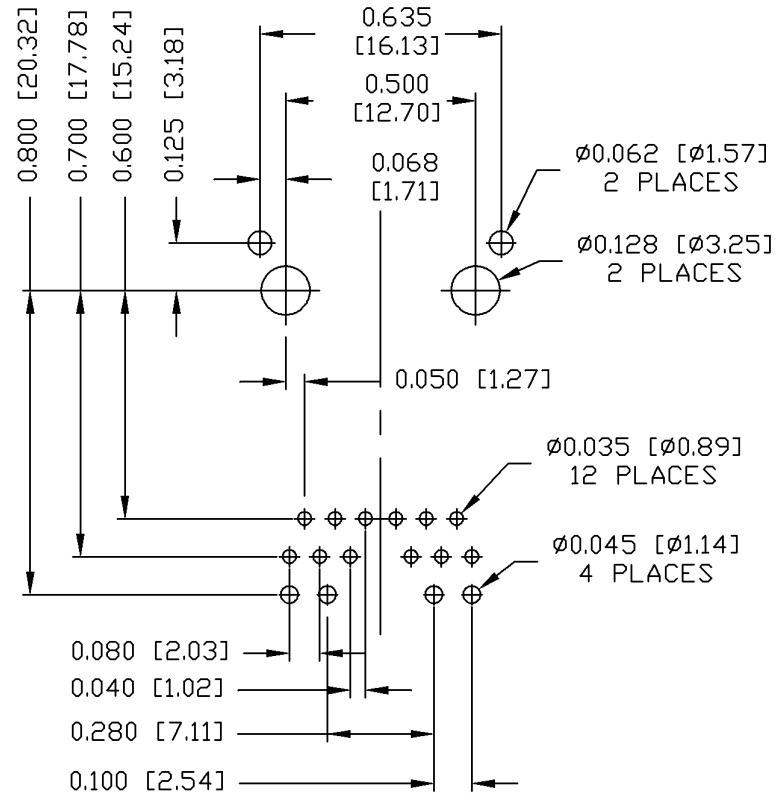 0.635
[16.13]
0.500
[12.70]
0.068
[1.71]
0.800 [20.32]
0.700 [17.78]
0.600 [15.24]
0.125 [3.18]
Ø0.062 [Ø1.57]
2 PLACES
Ø0.128 [Ø3.25]
2 PLACES
0.050 [1.27]
Ø0.035 [Ø0.89]
12 PLACES
Ø0.045 [Ø1.14]
4 PLACES
0.080 [2.03]
0.040 [1.02]
0.280 [7.11]
0.100 [2.54]